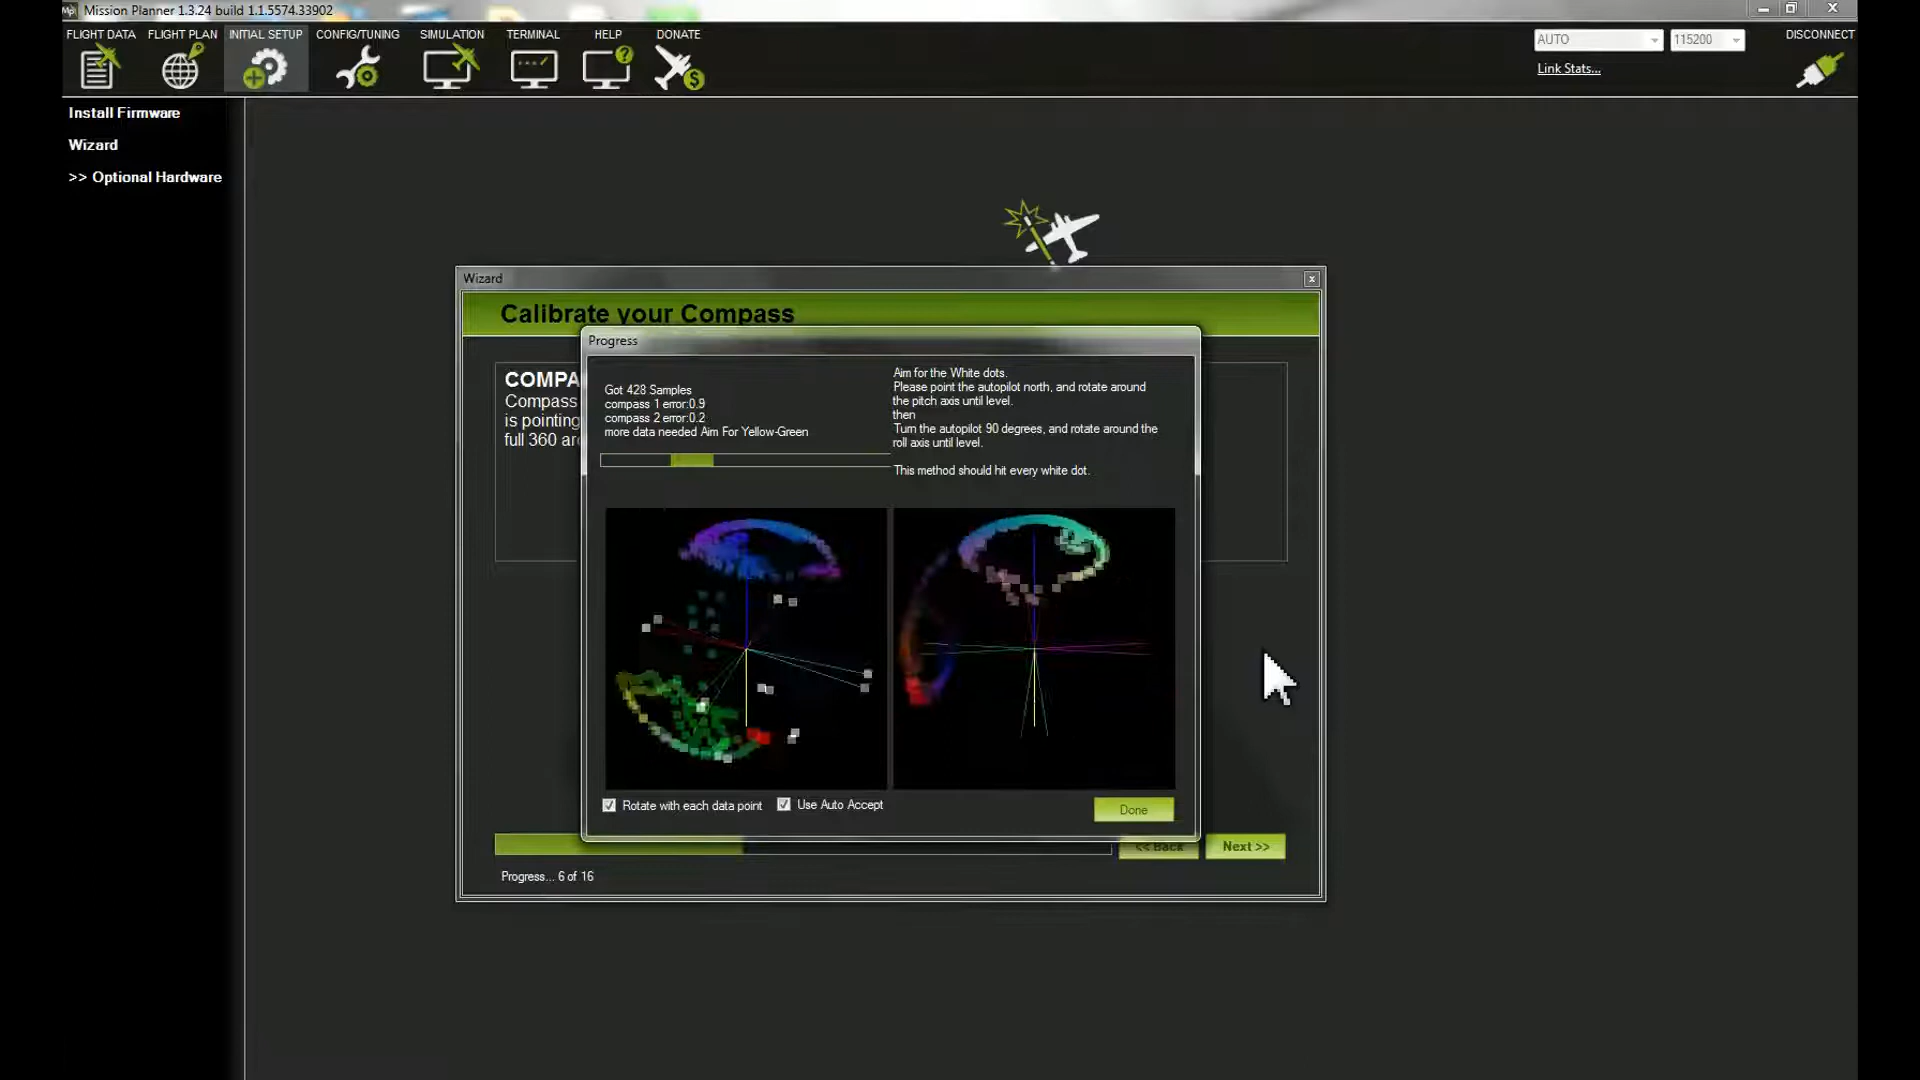 Mission Planner 1.3.24 build 1.1.5574.33902
FLIGHT DATA
FLIGHT PLAN
INITIAL SETUP
CONFIG/TUNING
SIMULATION
TERMINAL
HELP
DONATE
AUTO
115200
DISCONNECT
Link Stats...
Install Firmware
Wizard
>> Optional Hardware
Wizard
Calibrate your Compass
Progress
COMPA
Compass
is pointing
full 360 aro
Got 428 Samples
compass 1 error:0.9
compass 2 error:0.2
more data needed Aim For Yellow-Green
Aim for the White dots.
Please point the autopilot north, and rotate around
the pitch axis until level.
then
Turn the autopilot 90 degrees, and rotate around the
roll axis until level.
This method should hit every white dot.
Rotate with each data point
Use Auto Accept
Done
<< Back
Next >>
Progress... 6 of 16